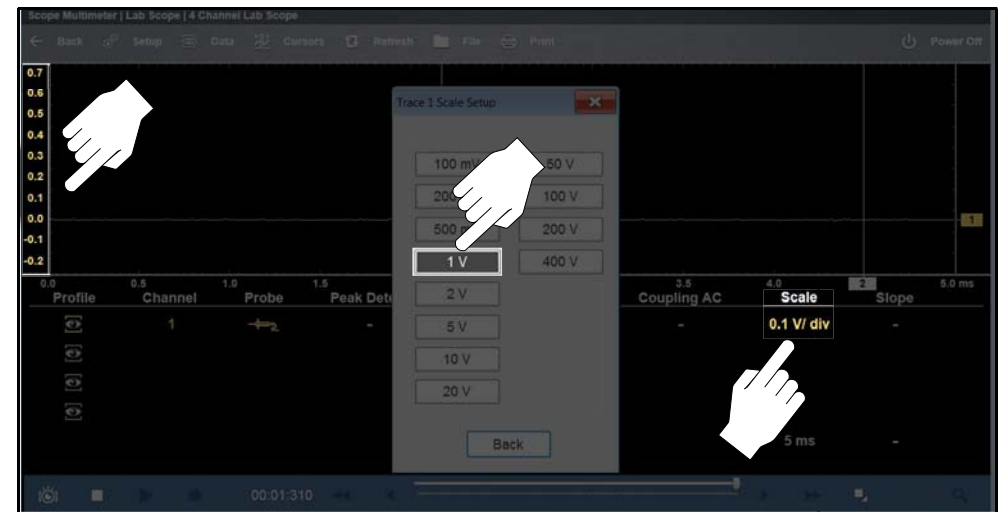 Scope Multimeter | Lab Scope | 4 Channel Lab Scope
Back Setup Data Cursors Refresh File Print Power Off
0.7
0.6
0.5
0.4
0.3
0.2
0.1
0.0
-0.1
-0.2
1
Trace 1 Scale Setup
100 mV 50 V
100 V
500 200 V
1 V 400 V
2 V
5 V
10 V
20 V
Back
0.0 0.5 1.0 1.5 3.5 4.0 2 5.0 ms
Profile Channel Probe Peak Coupling AC Scale Slope
1 2 - - 0.1 V/ div -
5 ms -
00:01:310